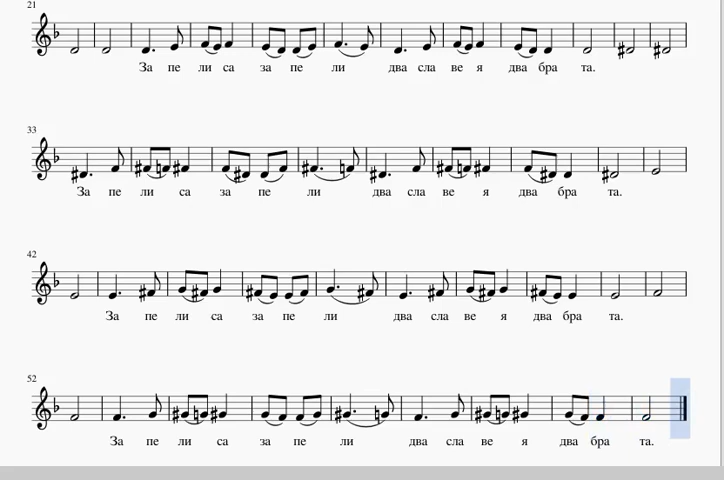 21
За пе ли са за пе ли два сла ве я два бра та.
33
За пе ли са за пе ли два сла ве я два бра та.
42
За пе ли са за пе ли два сла ве я два бра та.
52
За пе ли са за пе ли два сла ве я два бра та.